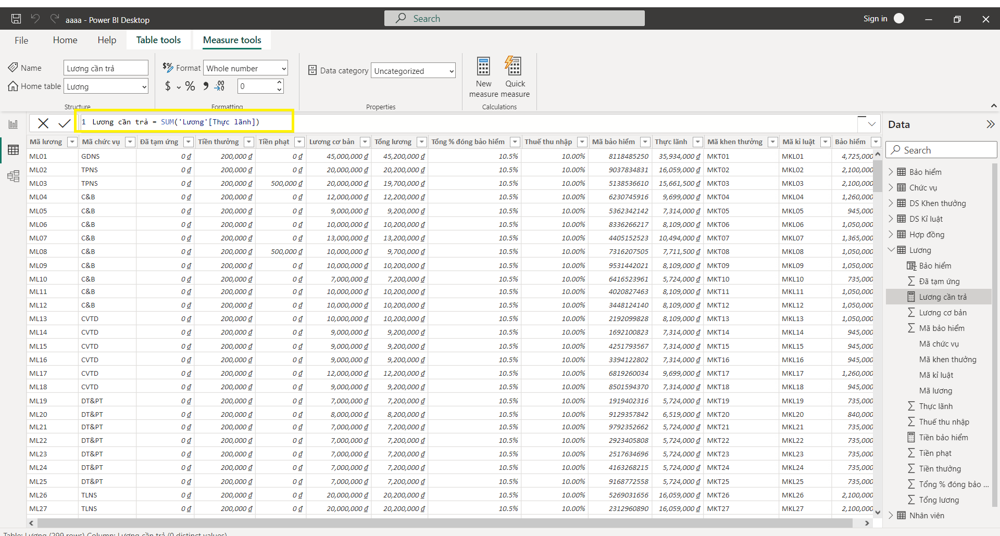 aaaa - Power BI Desktop
Search
Sign in
File Home Help Table tools Measure tools
Name Lương cần trả
Home table Lương
Structure
$% Format Whole number
$ % 9 .00 0
Formatting
Data category Uncategorized
Properties
New measure
Quick measure
Calculations
1 Lương cần trả = SUM('Lương'[Thực lãnh])
Mã lương Mã chức vụ Đã tạm ứng Tiền thưởng Tiền phạt Lương cơ bản Tổng lương Tổng % đóng bảo hiểm Thuế thu nhập Mã bảo hiểm Thực lãnh Mã khen thưởng Mã kỉ luật Bảo hiểm
ML01 GDNS 0 ₫ 200,000 ₫ 0 ₫ 45,000,000 ₫ 45,200,000 ₫ 10.5% 10.00% 8118485250 35,934,000 ₫ MKT01 MKL01 4,725,000
ML02 TPNS 0 ₫ 200,000 ₫ 0 ₫ 20,000,000 ₫ 20,200,000 ₫ 10.5% 10.00% 9037834831 16,059,000 ₫ MKT02 MKL02 2,100,000
ML03 TPNS 0 ₫ 200,000 ₫ 500,000 ₫ 20,000,000 ₫ 19,700,000 ₫ 10.5% 10.00% 5138536610 15,661,500 ₫ MKT03 MKL03 2,100,000
ML04 C&B 0 ₫ 200,000 ₫ 0 ₫ 12,000,000 ₫ 12,200,000 ₫ 10.5% 10.00% 6230745916 9,699,000 ₫ MKT04 MKL04 1,260,000
ML05 C&B 0 ₫ 200,000 ₫ 0 ₫ 9,000,000 ₫ 9,200,000 ₫ 10.5% 10.00% 5362342142 7,314,000 ₫ MKT05 MKL05 945,000
ML06 C&B 0 ₫ 200,000 ₫ 0 ₫ 10,000,000 ₫ 10,200,000 ₫ 10.5% 10.00% 8336266217 8,109,000 ₫ MKT06 MKL06 1,050,000
ML07 C&B 0 ₫ 200,000 ₫ 0 ₫ 13,000,000 ₫ 13,200,000 ₫ 10.5% 10.00% 4405152523 10,494,000 ₫ MKT07 MKL07 1,365,000
ML08 C&B 0 ₫ 200,000 ₫ 500,000 ₫ 10,000,000 ₫ 9,700,000 ₫ 10.5% 10.00% 7316207505 7,711,500 ₫ MKT08 MKL08 1,050,000
ML09 C&B 0 ₫ 200,000 ₫ 0 ₫ 10,000,000 ₫ 10,200,000 ₫ 10.5% 10.00% 9531442021 8,109,000 ₫ MKT09 MKL09 1,050,000
ML10 C&B 0 ₫ 200,000 ₫ 0 ₫ 7,000,000 ₫ 7,200,000 ₫ 10.5% 10.00% 6416523961 5,724,000 ₫ MKT10 MKL10 735,000
ML11 C&B 0 ₫ 200,000 ₫ 0 ₫ 10,000,000 ₫ 10,200,000 ₫ 10.5% 10.00% 4020827463 8,109,000 ₫ MKT11 MKL11 1,050,000
ML12 C&B 0 ₫ 200,000 ₫ 0 ₫ 10,000,000 ₫ 10,200,000 ₫ 10.5% 10.00% 3448124140 8,109,000 ₫ MKT12 MKL12 1,050,000
ML13 CVTD 0 ₫ 200,000 ₫ 0 ₫ 10,000,000 ₫ 10,200,000 ₫ 10.5% 10.00% 2192099828 8,109,000 ₫ MKT13 MKL13 1,050,000
ML14 CVTD 0 ₫ 200,000 ₫ 0 ₫ 9,000,000 ₫ 9,200,000 ₫ 10.5% 10.00% 1692100823 7,314,000 ₫ MKT14 MKL14 945,000
ML15 CVTD 0 ₫ 200,000 ₫ 0 ₫ 9,000,000 ₫ 9,200,000 ₫ 10.5% 10.00% 4251793567 7,314,000 ₫ MKT15 MKL15 945,000
ML16 CVTD 0 ₫ 200,000 ₫ 0 ₫ 9,000,000 ₫ 9,200,000 ₫ 10.5% 10.00% 3394122802 7,314,000 ₫ MKT16 MKL16 945,000
ML17 CVTD 0 ₫ 200,000 ₫ 0 ₫ 12,000,000 ₫ 12,200,000 ₫ 10.5% 10.00% 6819260034 9,699,000 ₫ MKT17 MKL17 1,260,000
ML18 CVTD 0 ₫ 200,000 ₫ 0 ₫ 9,000,000 ₫ 9,200,000 ₫ 10.5% 10.00% 8501594370 7,314,000 ₫ MKT18 MKL18 945,000
ML19 DT&PT 0 ₫ 200,000 ₫ 0 ₫ 7,000,000 ₫ 7,200,000 ₫ 10.5% 10.00% 1919402316 5,724,000 ₫ MKT19 MKL19 735,000
ML20 DT&PT 0 ₫ 200,000 ₫ 0 ₫ 8,000,000 ₫ 8,200,000 ₫ 10.5% 10.00% 9129357842 6,519,000 ₫ MKT20 MKL20 840,000
ML21 DT&PT 0 ₫ 200,000 ₫ 0 ₫ 7,000,000 ₫ 7,200,000 ₫ 10.5% 10.00% 9792352662 5,724,000 ₫ MKT21 MKL21 735,000
ML22 DT&PT 0 ₫ 200,000 ₫ 0 ₫ 7,000,000 ₫ 7,200,000 ₫ 10.5% 10.00% 2923405808 5,724,000 ₫ MKT22 MKL22 735,000
ML23 DT&PT 0 ₫ 200,000 ₫ 0 ₫ 7,000,000 ₫ 7,200,000 ₫ 10.5% 10.00% 2517634696 5,724,000 ₫ MKT23 MKL23 735,000
ML24 DT&PT 0 ₫ 200,000 ₫ 0 ₫ 7,000,000 ₫ 7,200,000 ₫ 10.5% 10.00% 4163268215 5,724,000 ₫ MKT24 MKL24 735,000
ML25 DT&PT 0 ₫ 200,000 ₫ 0 ₫ 7,000,000 ₫ 7,200,000 ₫ 10.5% 10.00% 9168772558 5,724,000 ₫ MKT25 MKL25 735,000
ML26 TLNS 0 ₫ 200,000 ₫ 0 ₫ 20,000,000 ₫ 20,200,000 ₫ 10.5% 10.00% 5269031656 16,059,000 ₫ MKT26 MKL26 2,100,000
ML27 TLNS 0 ₫ 200,000 ₫ 0 ₫ 20,000,000 ₫ 20,200,000 ₫ 10.5% 10.00% 2312960890 16,059,000 ₫ MKT27 MKL27 2,100,000
Table: Lương (299 rows) Column: Lương cần trả (0 distinct values)
Data
Search
Bảo hiểm
Chức vụ
DS Khen thưởng
DS Kỉ luật
Hợp đồng
Lương
Bảo hiểm
Đã tạm ứng
Lương cần trả
Lương cơ bản
Mã bảo hiểm
Mã chức vụ
Mã khen thưởng
Mã kỉ luật
Mã lương
Thực lãnh
Thuế thu nhập
Tiền bảo hiểm
Tiền phạt
Tiền thưởng
Tổng % đóng bảo ...
Tổng lương
Nhân viên